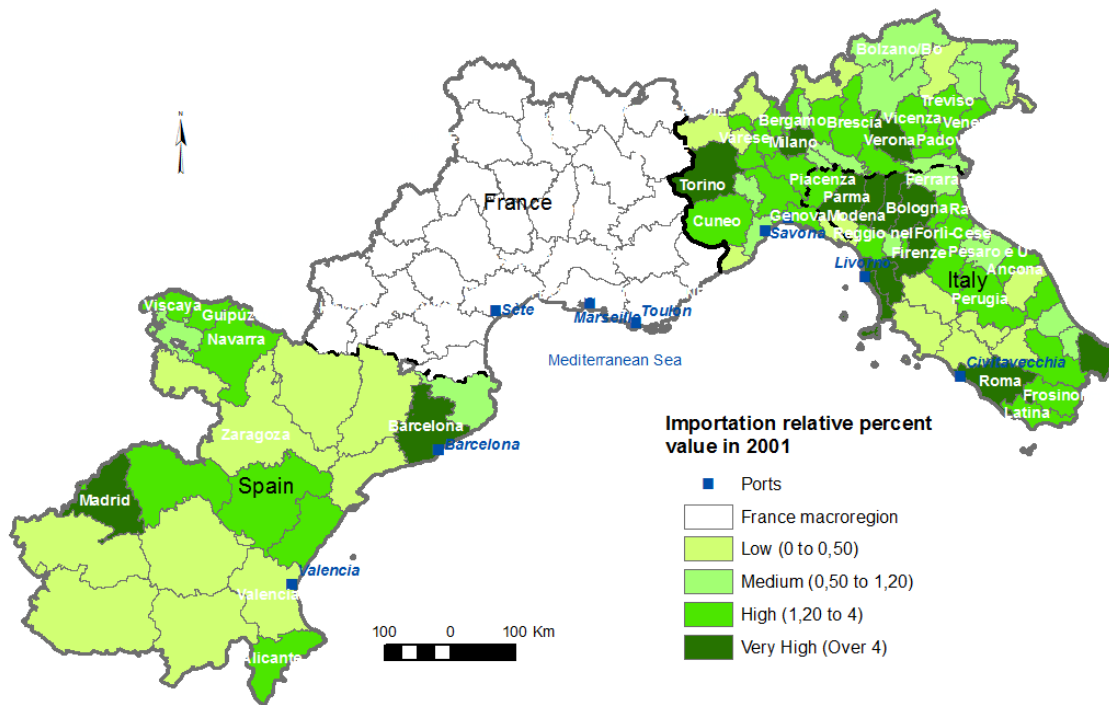 N
Bolzano/Bo
Treviso
Bergamo
Brescia
Vicenza
Vene
Varese
Milano
Verona
Padov
Torino
Piacenza
Ferrara
Parma
France
Cuneo
Genova
Modena
Bologna
Ra
Savona
Reggio nel
Forlì-Cese
Firenze
Pesaro e U
Livorno
Ancona
Italy
Viscaya
Guipúz
Sète
Marseille
Toulon
Perugia
Navarra
Mediterranean Sea
Civitavecchia
Roma
Frosino
Latina
Zaragoza
Barcelona
Barcelona
Importation relative percent
value in 2001
Spain
Madrid
Ports
France macroregion
Low (0 to 0,50)
Valencia
Medium (0,50 to 1,20)
Valencia
High (1,20 to 4)
100 0 100 Km
Very High (Over 4)
Alicante